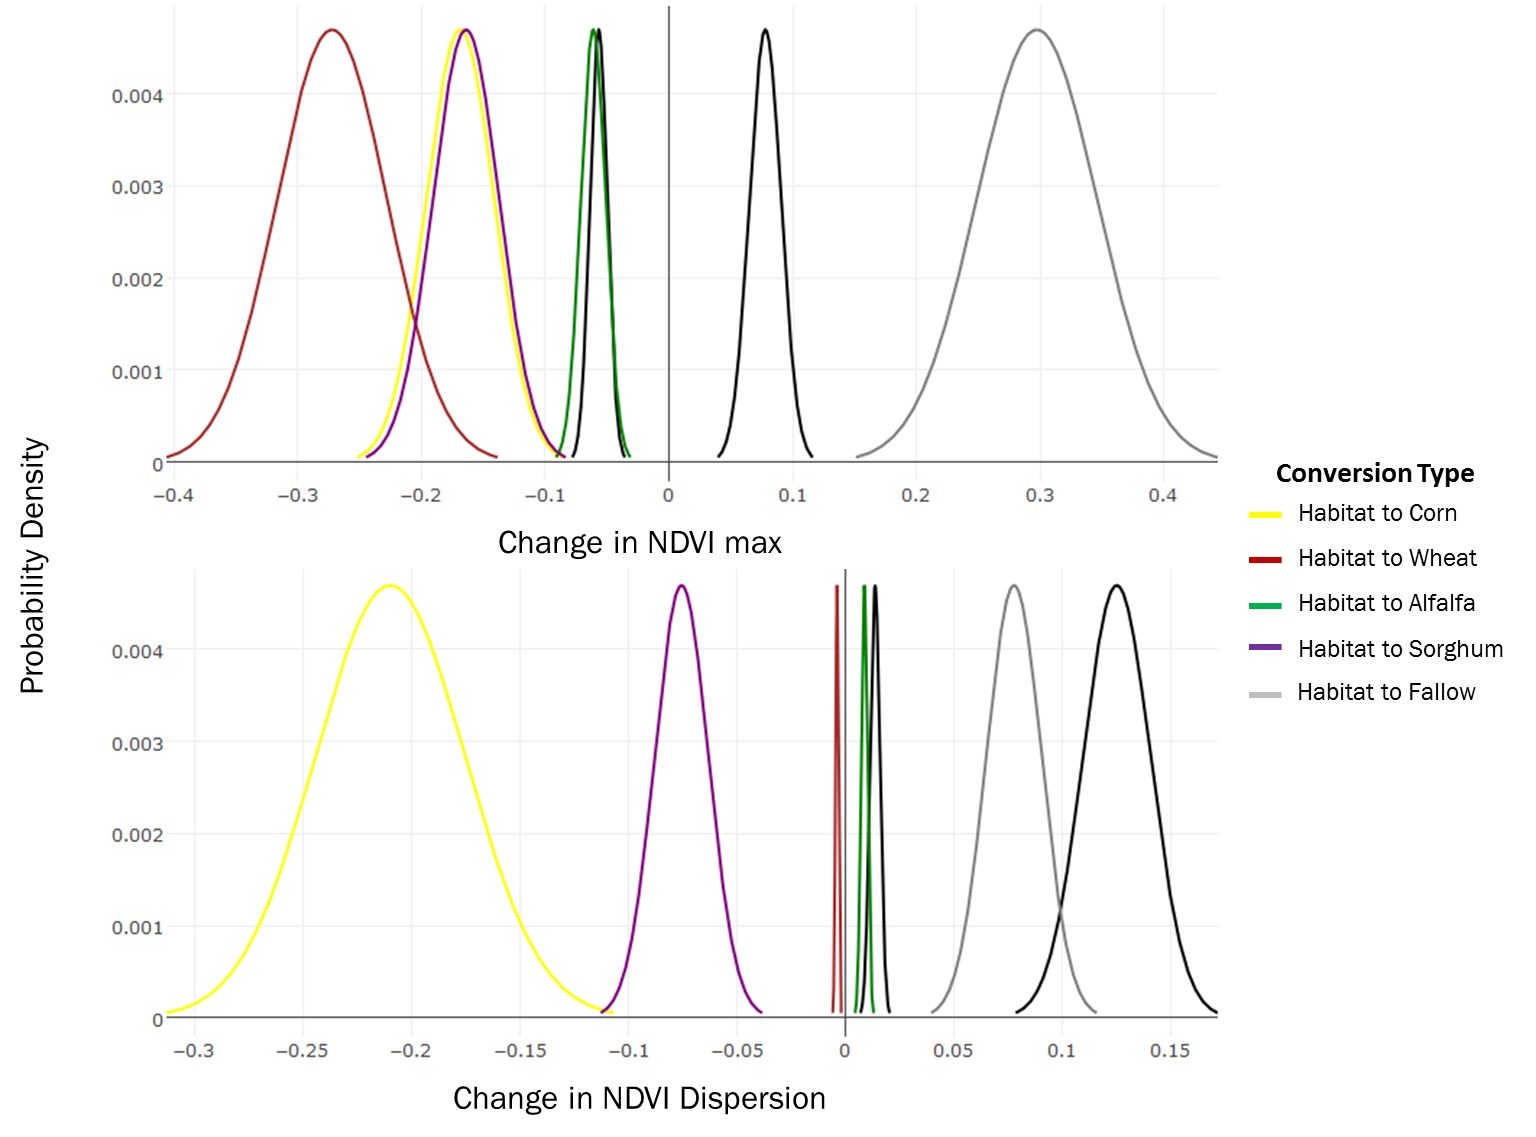 0.004
0.003
0.002
0.001
0
−0.4 −0.3 −0.2 −0.1 0 0.1 0.2 0.3 0.4
Change in NDVI max
Probability Density
0.004
0.003
0.002
0.001
0
−0.3 −0.25 −0.2 −0.15 −0.1 −0.05 0 0.05 0.1 0.15
Change in NDVI Dispersion
Conversion Type
Habitat to Corn
Habitat to Wheat
Habitat to Alfalfa
Habitat to Sorghum
Habitat to Fallow